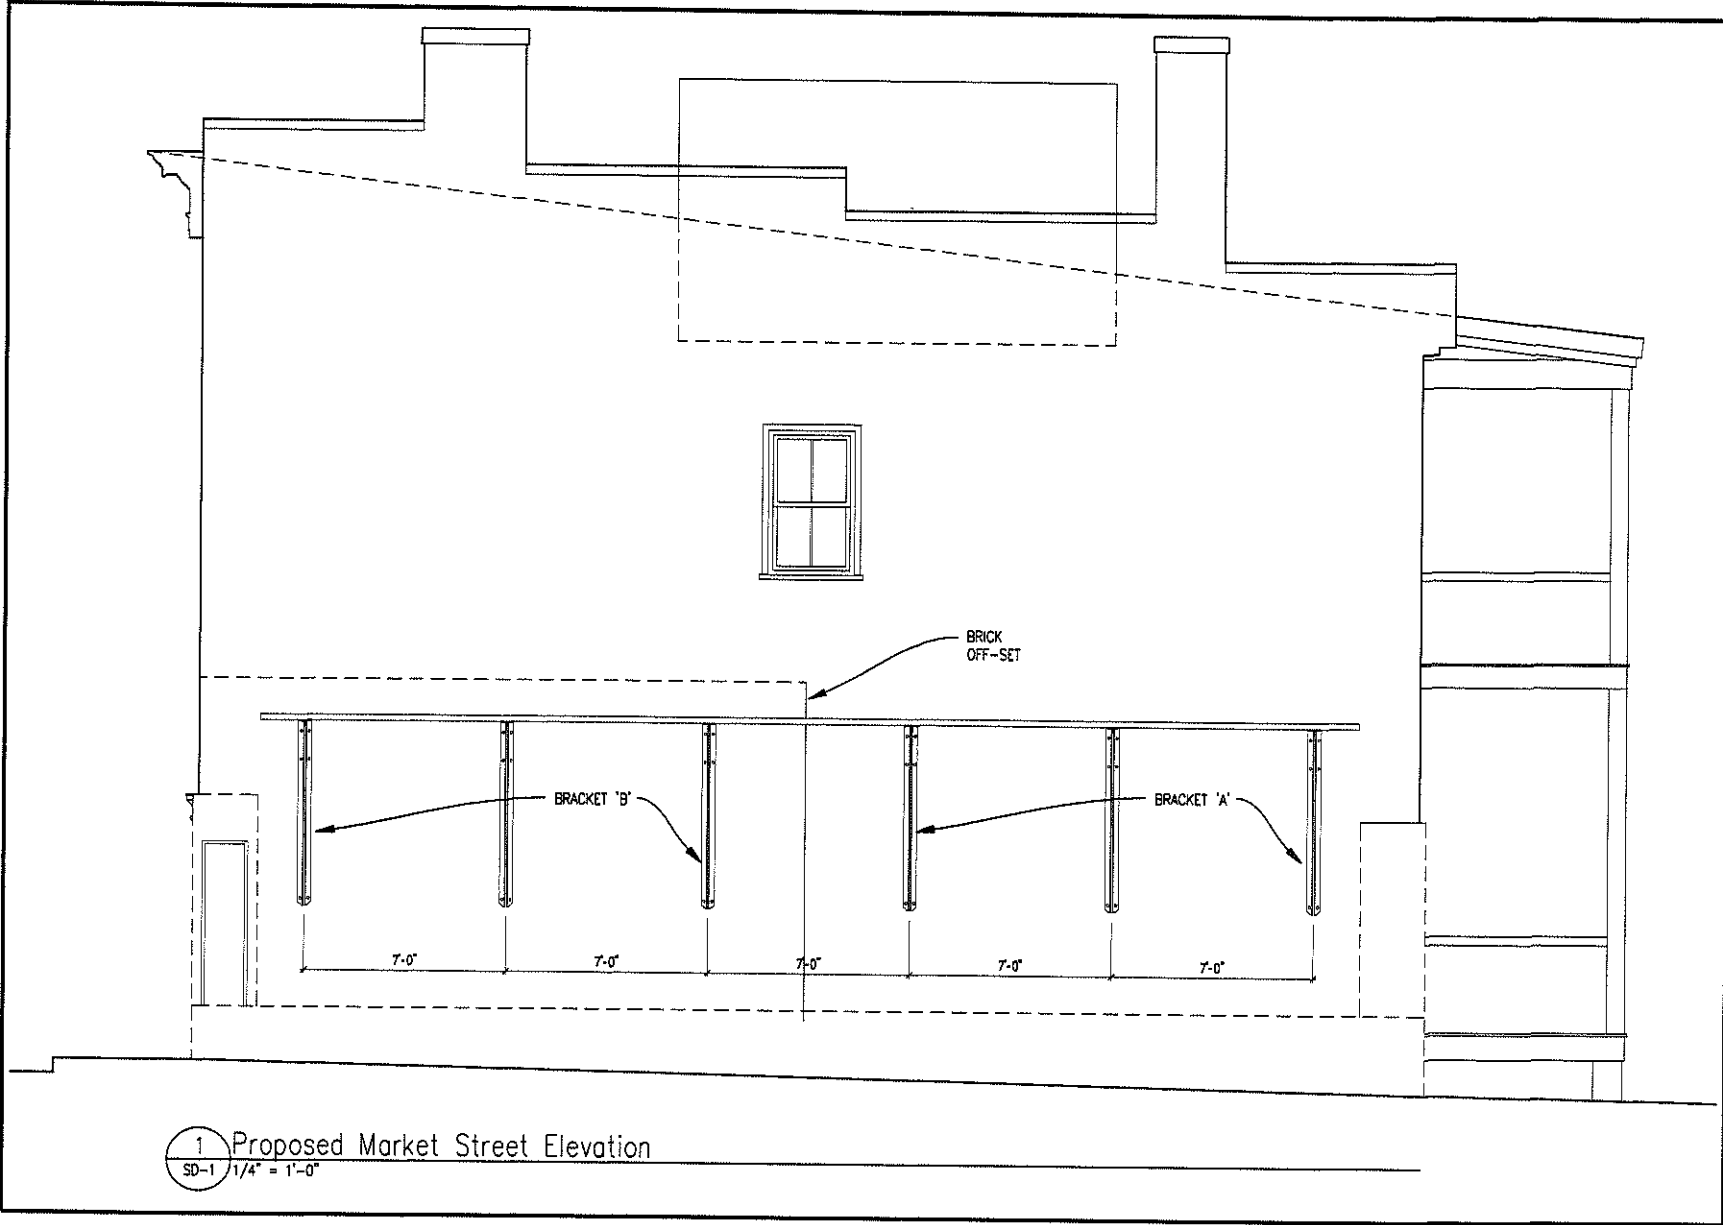 BRICK
OFF-SET
BRACKET 'B'
BRACKET 'A'
7'-0"
7'-0"
7'-0"
7'-0"
7'-0"
1
SD-1
Proposed Market Street Elevation
1/4" = 1'-0"